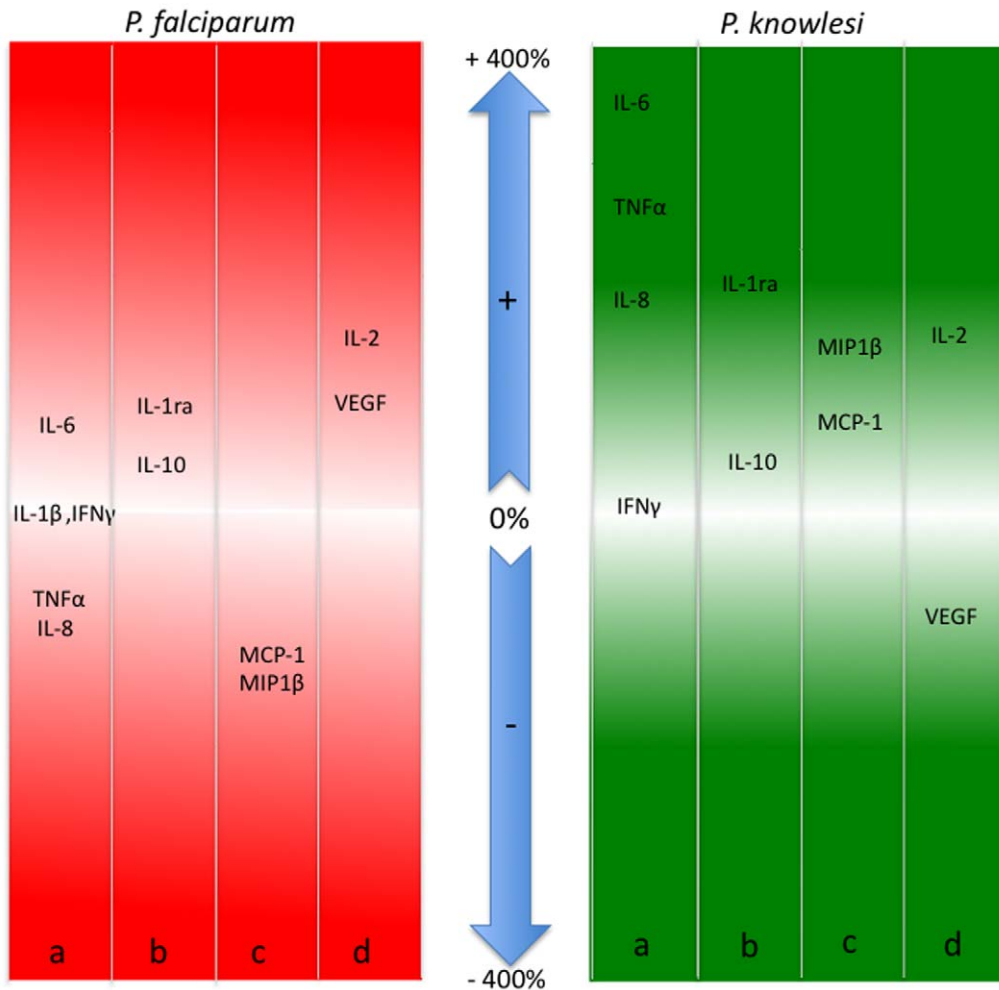 P. falciparum
IL-2
IL-1ra
VEGF
IL-6
IL-10
IL-1β ,IFNγ
TNFα
IL-8
MCP-1
MIP1β
a b c d
+ 400%
+
0%
-
- 400%
P. knowlesi
IL-6
TNFα
IL-1ra
IL-8
IL-2
MIP1β
MCP-1
IL-10
IFNγ
VEGF
a b c d